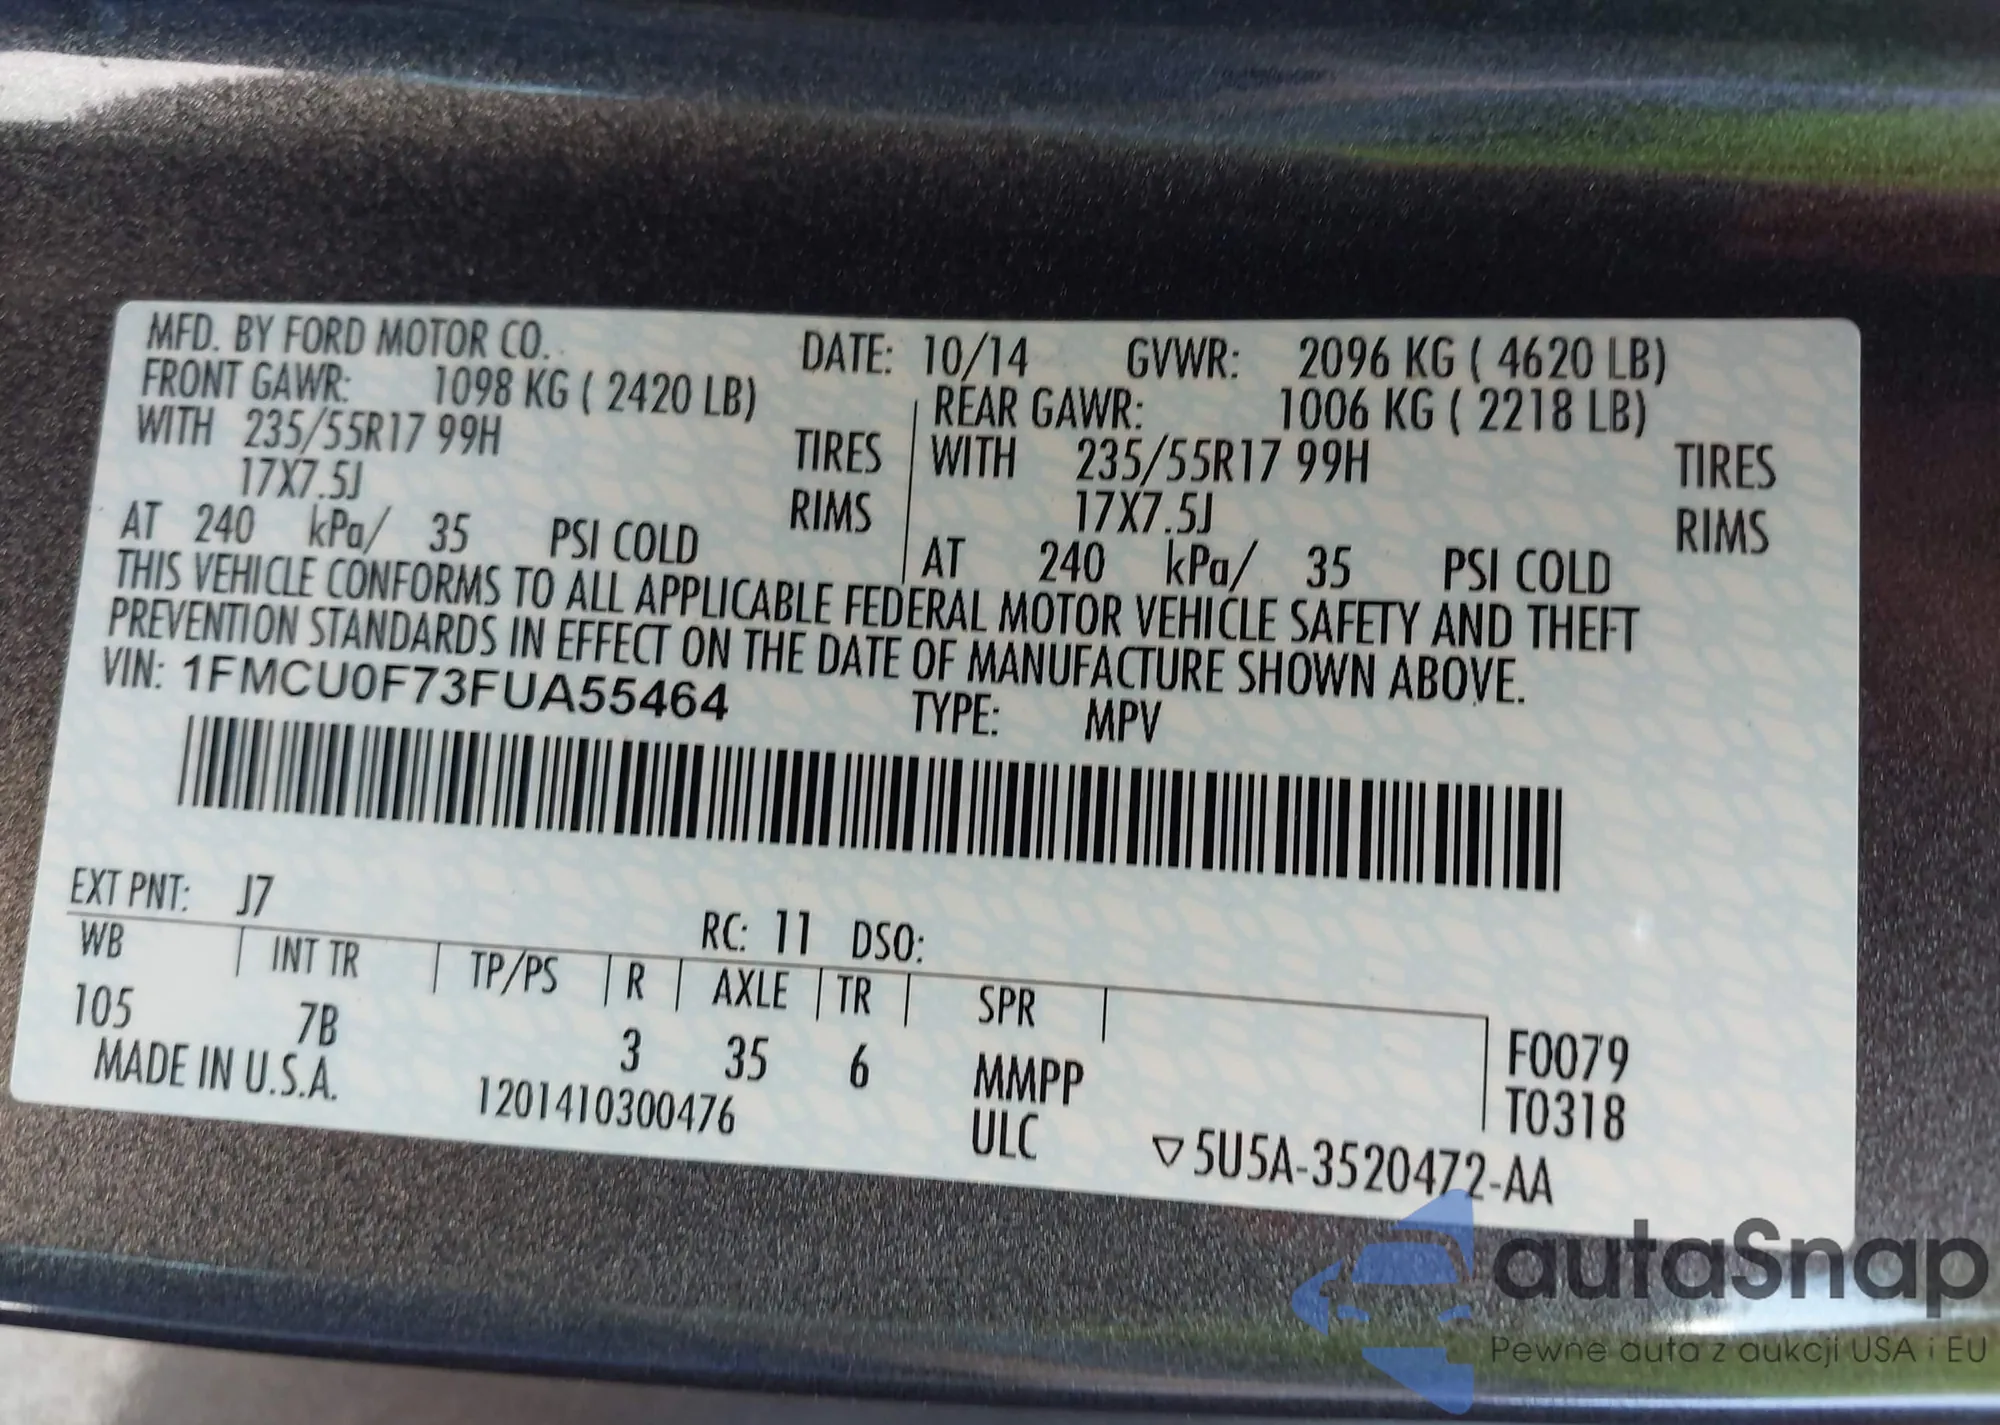 MFD. BY FORD MOTOR CO.
DATE: 10/14 GVWR: 2096 KG ( 4620 LB)
FRONT GAWR: 1098 KG ( 2420 LB)
WITH 235/55R17 99H TIRES
17X7.5J RIMS
AT 240 kPa/ 35 PSI COLD
REAR GAWR: 1006 KG ( 2218 LB)
WITH 235/55R17 99H TIRES
17X7.5J RIMS
AT 240 kPa/ 35 PSI COLD
THIS VEHICLE CONFORMS TO ALL APPLICABLE FEDERAL MOTOR VEHICLE SAFETY AND THEFT
PREVENTION STANDARDS IN EFFECT ON THE DATE OF MANUFACTURE SHOWN ABOVE.
VIN: 1FMCU0F73FUA55464 TYPE: MPV
EXT PNT: J7 RC: 11 DSO:
WB INT TR TP/PS R AXLE TR SPR
105 7B 3 35 6 MMPP F0079
T0318
MADE IN U.S.A. 1201410300476 ULC ▽5U5A-3520472-AA
autaSnap
Pewne auta z aukcji USA i EU